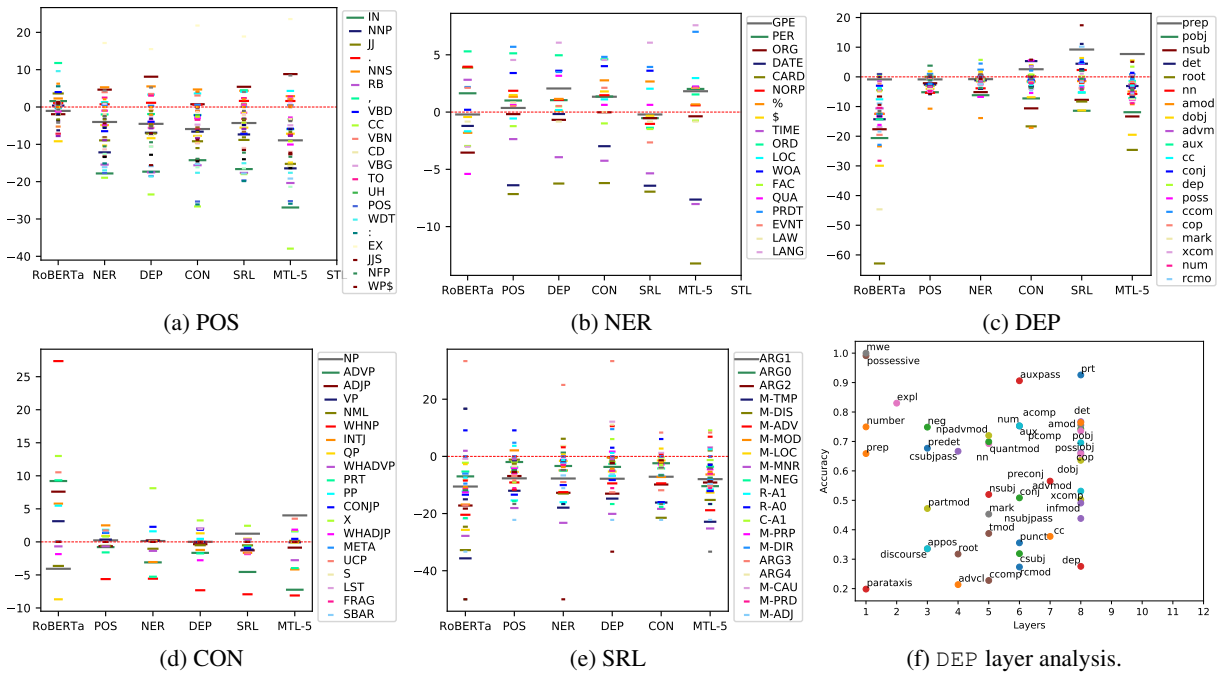 20
10
0
−10
−20
−30
−40
RoBERTa NER DEP CON SRL MTL-5 STL
IN
NNP
JJ
.
NNS
RB
,
VBD
CC
VBN
CD
VBG
TO
UH
POS
WDT
:
EX
JJS
NFP
WP$
(a) POS
5
0
−5
−10
RoBERTa POS DEP CON SRL MTL-5 STL
GPE
PER
ORG
DATE
CARD
NORP
%
$
TIME
ORD
LOC
WOA
FAC
QUA
PRDT
EVNT
LAW
LANG
(b) NER
20
10
0
−10
−20
−30
−40
−50
−60
RoBERTa POS NER CON SRL MTL-5
prep
pobj
nsub
det
root
nn
amod
dobj
advm
aux
cc
conj
dep
poss
ccom
cop
mark
xcom
num
rcmo
(c) DEP
25
20
15
10
5
0
−5
−10
RoBERTa POS NER DEP SRL MTL-5
NP
ADVP
ADJP
VP
NML
WHNP
INTJ
QP
WHADVP
PRT
PP
CONJP
X
WHADJP
META
UCP
S
LST
FRAG
SBAR
(d) CON
20
0
−20
−40
RoBERTa POS NER DEP CON MTL-5
ARG1
ARG0
ARG2
M-TMP
M-DIS
M-ADV
M-MOD
M-LOC
M-MNR
M-NEG
R-A1
R-A0
C-A1
M-PRP
M-DIR
ARG3
ARG4
M-CAU
M-PRD
M-ADJ
(e) SRL
Accuracy
1.0
0.9
0.8
0.7
0.6
0.5
0.4
0.3
0.2
mwe
possessive
prt
auxpass
expl
number
neg
num
acomp
det
npadvmod
aux
amod
prep
predet
quantmod
pcomp
pobj
csubjpass
nn
poss
iobj
cop
preconj
dobj
nsubj
conj
advmod
xcomp
partmod
mark
infmod
nsubjpass
tmod
punct
cc
appos
discourse
root
csubj
dep
ccomp
rcmod
advcl
parataxis
1 2 3 4 5 6 7 8 9 10 11 12
Layers
(f) DEP layer analysis.